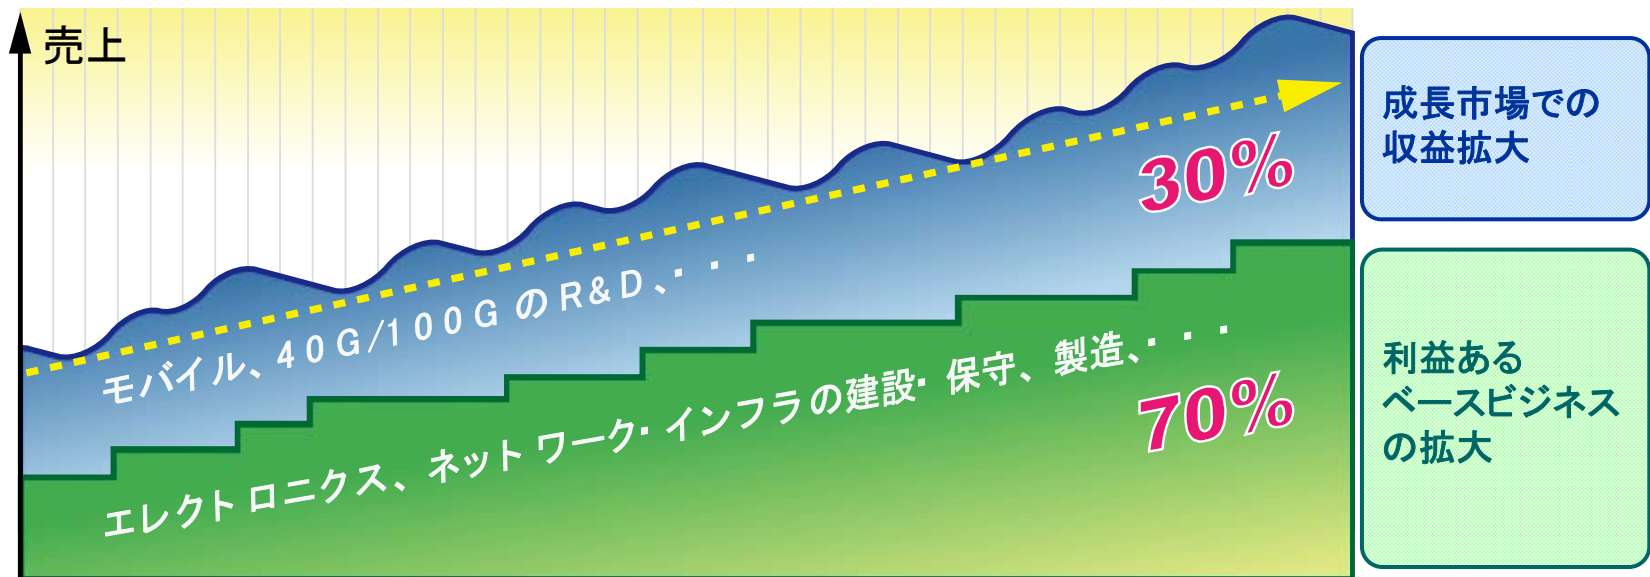 売上
成長市場での
収益拡大
30%
モバイル、40G/100GのR&D、・・・
エレクトロニクス、ネットワーク・インフラの建設・保守、製造、・・・
70%
利益ある
ベースビジネス
の拡大